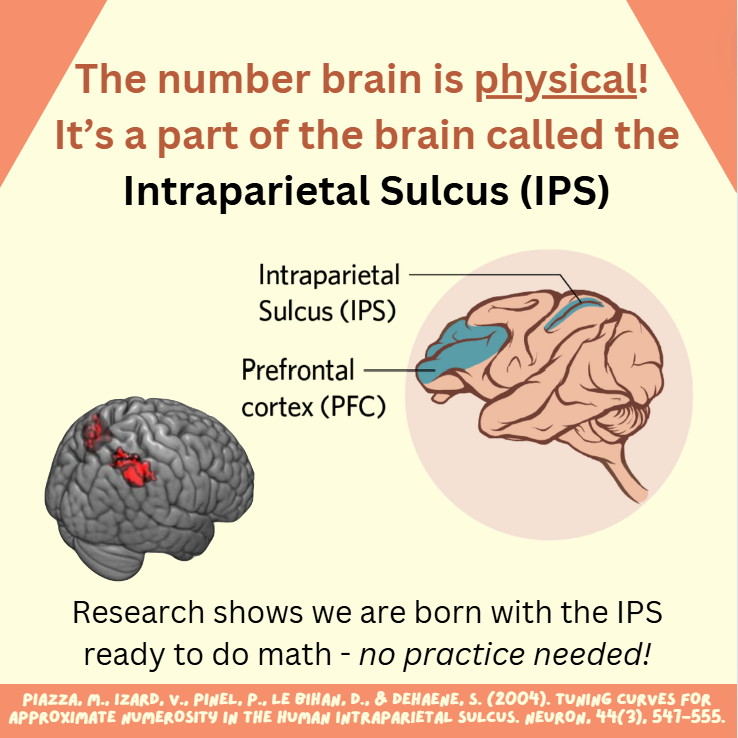 The number brain is physical!
It’s a part of the brain called the
Intraparietal Sulcus (IPS)
Intraparietal
Sulcus (IPS)
Prefrontal
cortex (PFC)
Research shows we are born with the IPS
ready to do math - no practice needed!
PIAZZA, M., IZARD, V., PINEL, P., LE BIHAN, D., & DEHAENE, S. (2004). TUNING CURVES FOR
APPROXIMATE NUMEROSITY IN THE HUMAN INTRAPARIETAL SULCUS. NEURON, 44(3), 547–555.